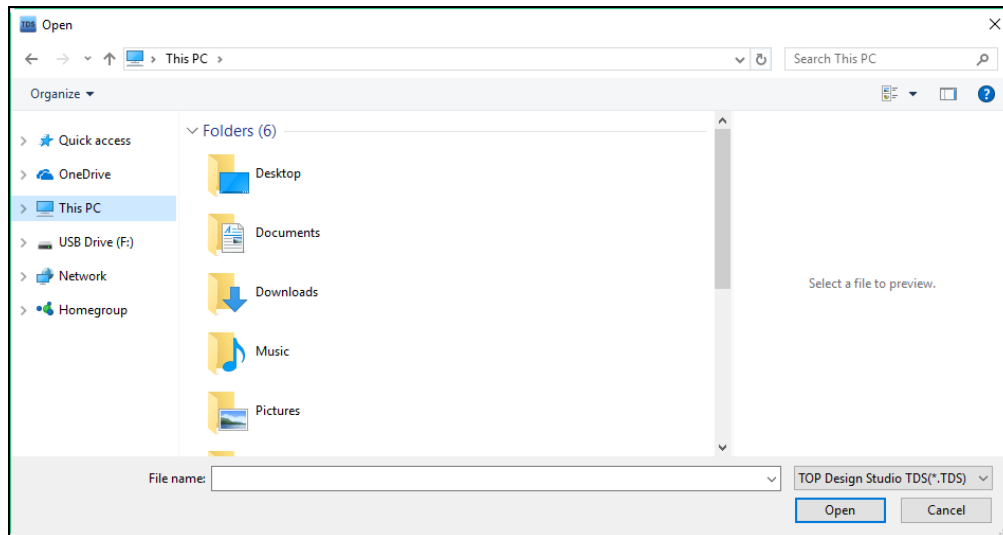 TDS Open
This PC
Search This PC
Organize
?
Quick access
OneDrive
This PC
USB Drive (F:)
Network
Homegroup
Folders (6)
Desktop
Documents
Downloads
Music
Pictures
Select a file to preview.
File name:
TOP Design Studio TDS(*.TDS)
Open
Cancel